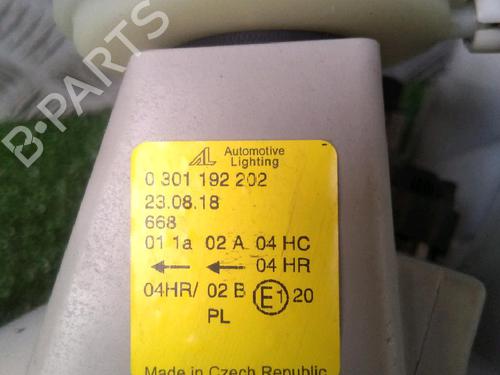 B-PARTS
AL Automotive
Lighting
0 301 192 202
23.08.18
668
01 1a 02 A 04 HC
← ← 04 HR
04HR/ 02 B E1 20
PL
Made in Czech Republic